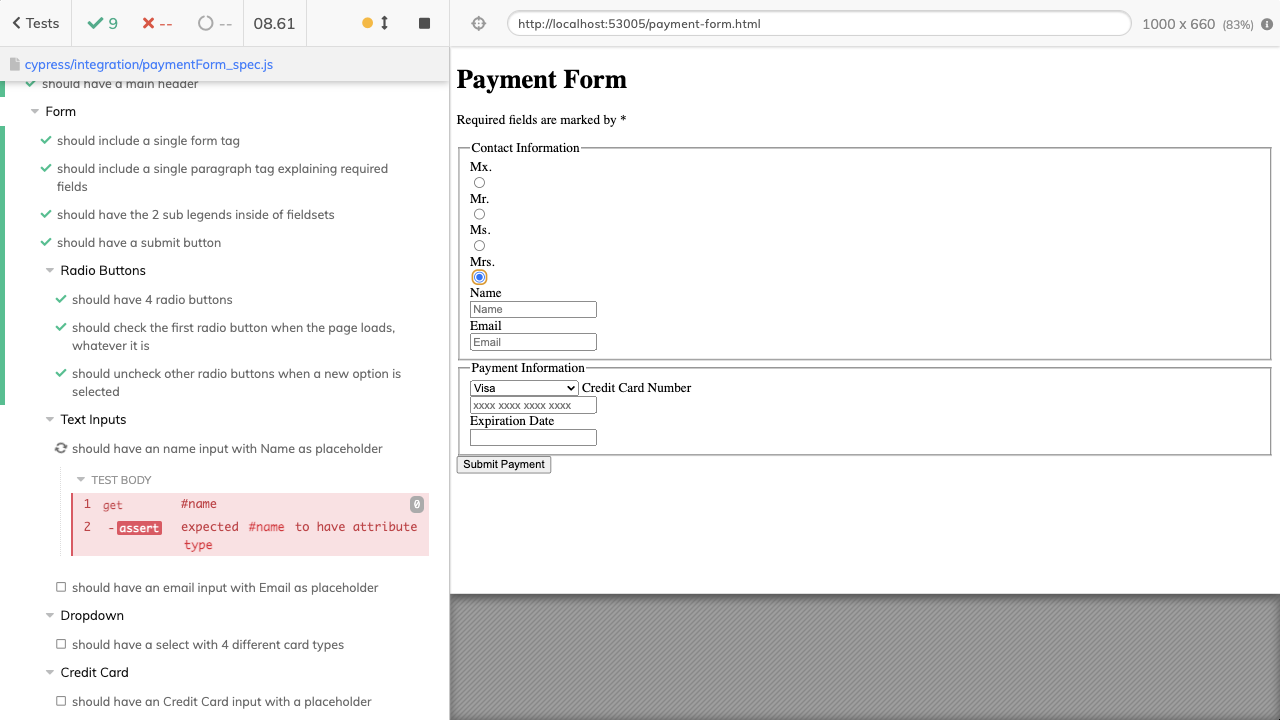 Tests
9
--
--
08.61
http://localhost:53005/payment-form.html
1000 x 660 (83%)
cypress/integration/paymentForm_spec.js
should have a main header
Form
should include a single form tag
should include a single paragraph tag explaining required
fields
should have the 2 sub legends inside of fieldsets
should have a submit button
Radio Buttons
should have 4 radio buttons
should check the first radio button when the page loads,
whatever it is
should uncheck other radio buttons when a new option is
selected
Text Inputs
should have an name input with Name as placeholder
TEST BODY
1 get #name 0
2 - assert expected #name to have attribute
type
should have an email input with Email as placeholder
Dropdown
should have a select with 4 different card types
Credit Card
should have an Credit Card input with a placeholder
Payment Form
Required fields are marked by *
Contact Information
Mx.
Mr.
Ms.
Mrs.
Name
Name
Email
Email
Payment Information
Visa Credit Card Number
xxxx xxxx xxxx xxxx
Expiration Date
Submit Payment